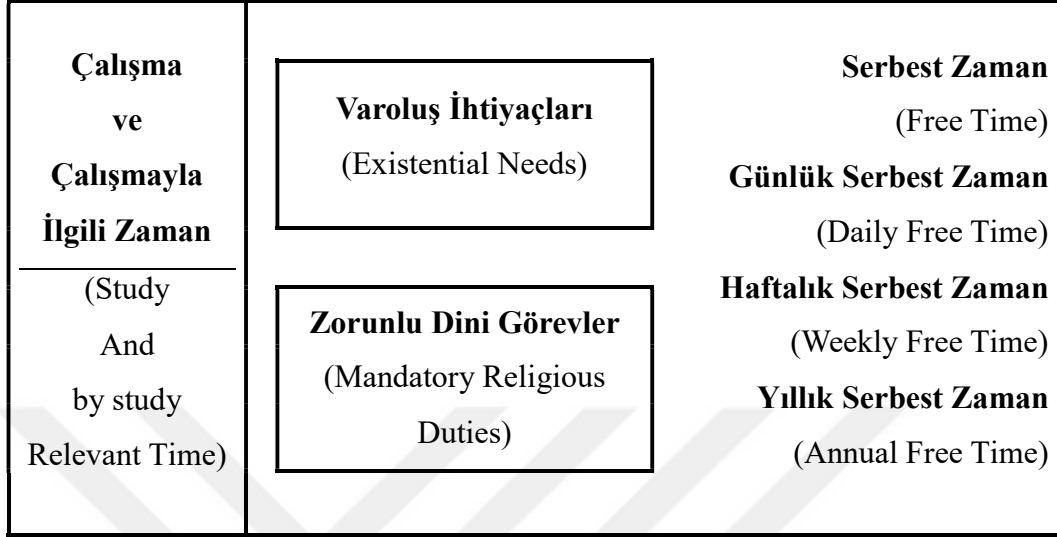 Çalışma
ve
Çalışmayla
İlgili Zaman
(Study
And
by study
Relevant Time)
Varoluş İhtiyaçları
(Existential Needs)
Zorunlu Dini Görevler
(Mandatory Religious
Duties)
Serbest Zaman
(Free Time)
Günlük Serbest Zaman
(Daily Free Time)
Haftalık Serbest Zaman
(Weekly Free Time)
Yıllık Serbest Zaman
(Annual Free Time)